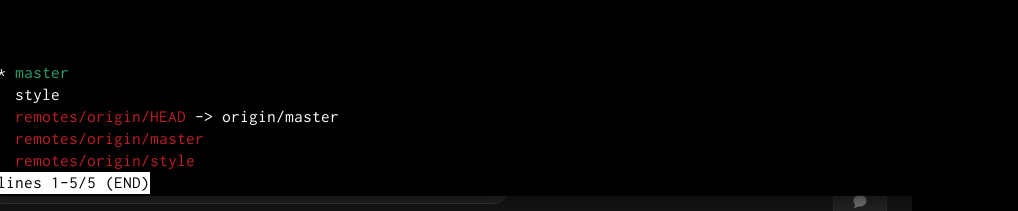 * master
  style
  remotes/origin/HEAD -> origin/master
  remotes/origin/master
  remotes/origin/style
lines 1-5/5 (END)